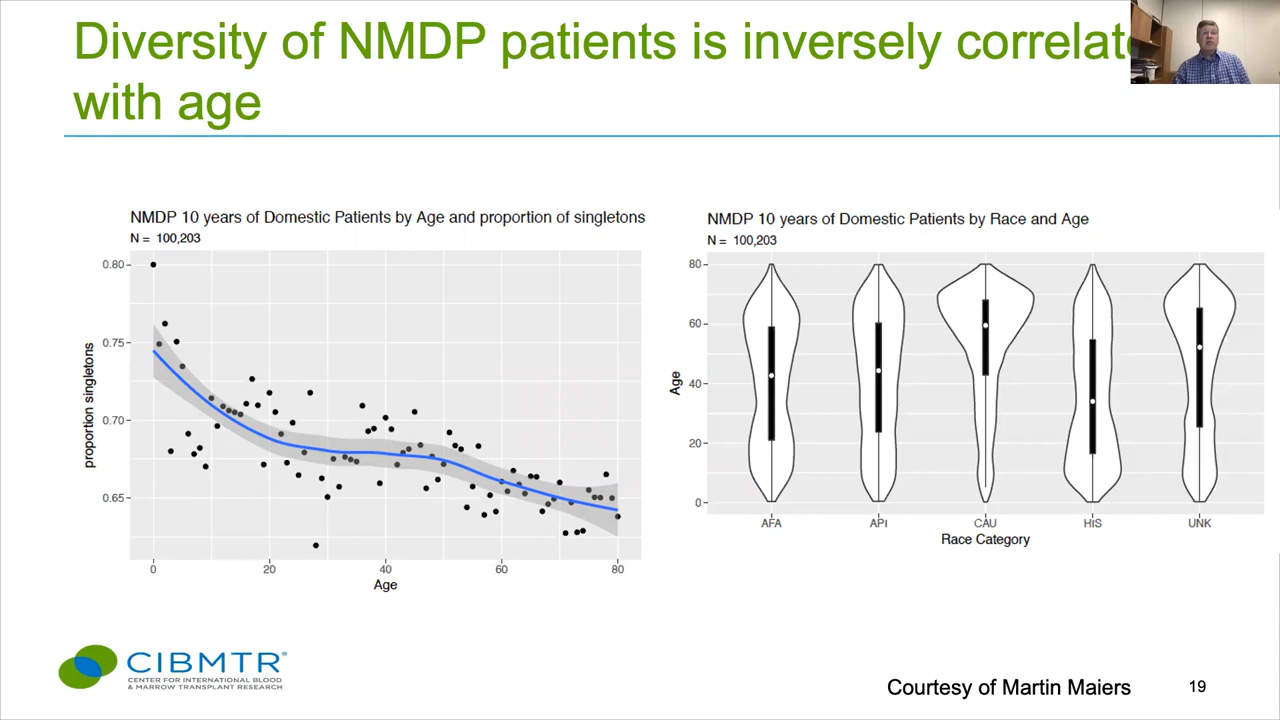 Diversity of NMDP patients is inversely correlat
with age
NMDP 10 years of Domestic Patients by Age and proportion of singletons
N = 100,203
0.80
0.75
0.70
0.65
proportion singletons
0
20
40
60
80
Age
NMDP 10 years of Domestic Patients by Race and Age
N = 100,203
80
60
40
20
0
Age
AFA
API
CAU
HIS
UNK
Race Category
CIBMTR®
CENTER FOR INTERNATIONAL BLOOD
& MARROW TRANSPLANT RESEARCH
Courtesy of Martin Maiers
19